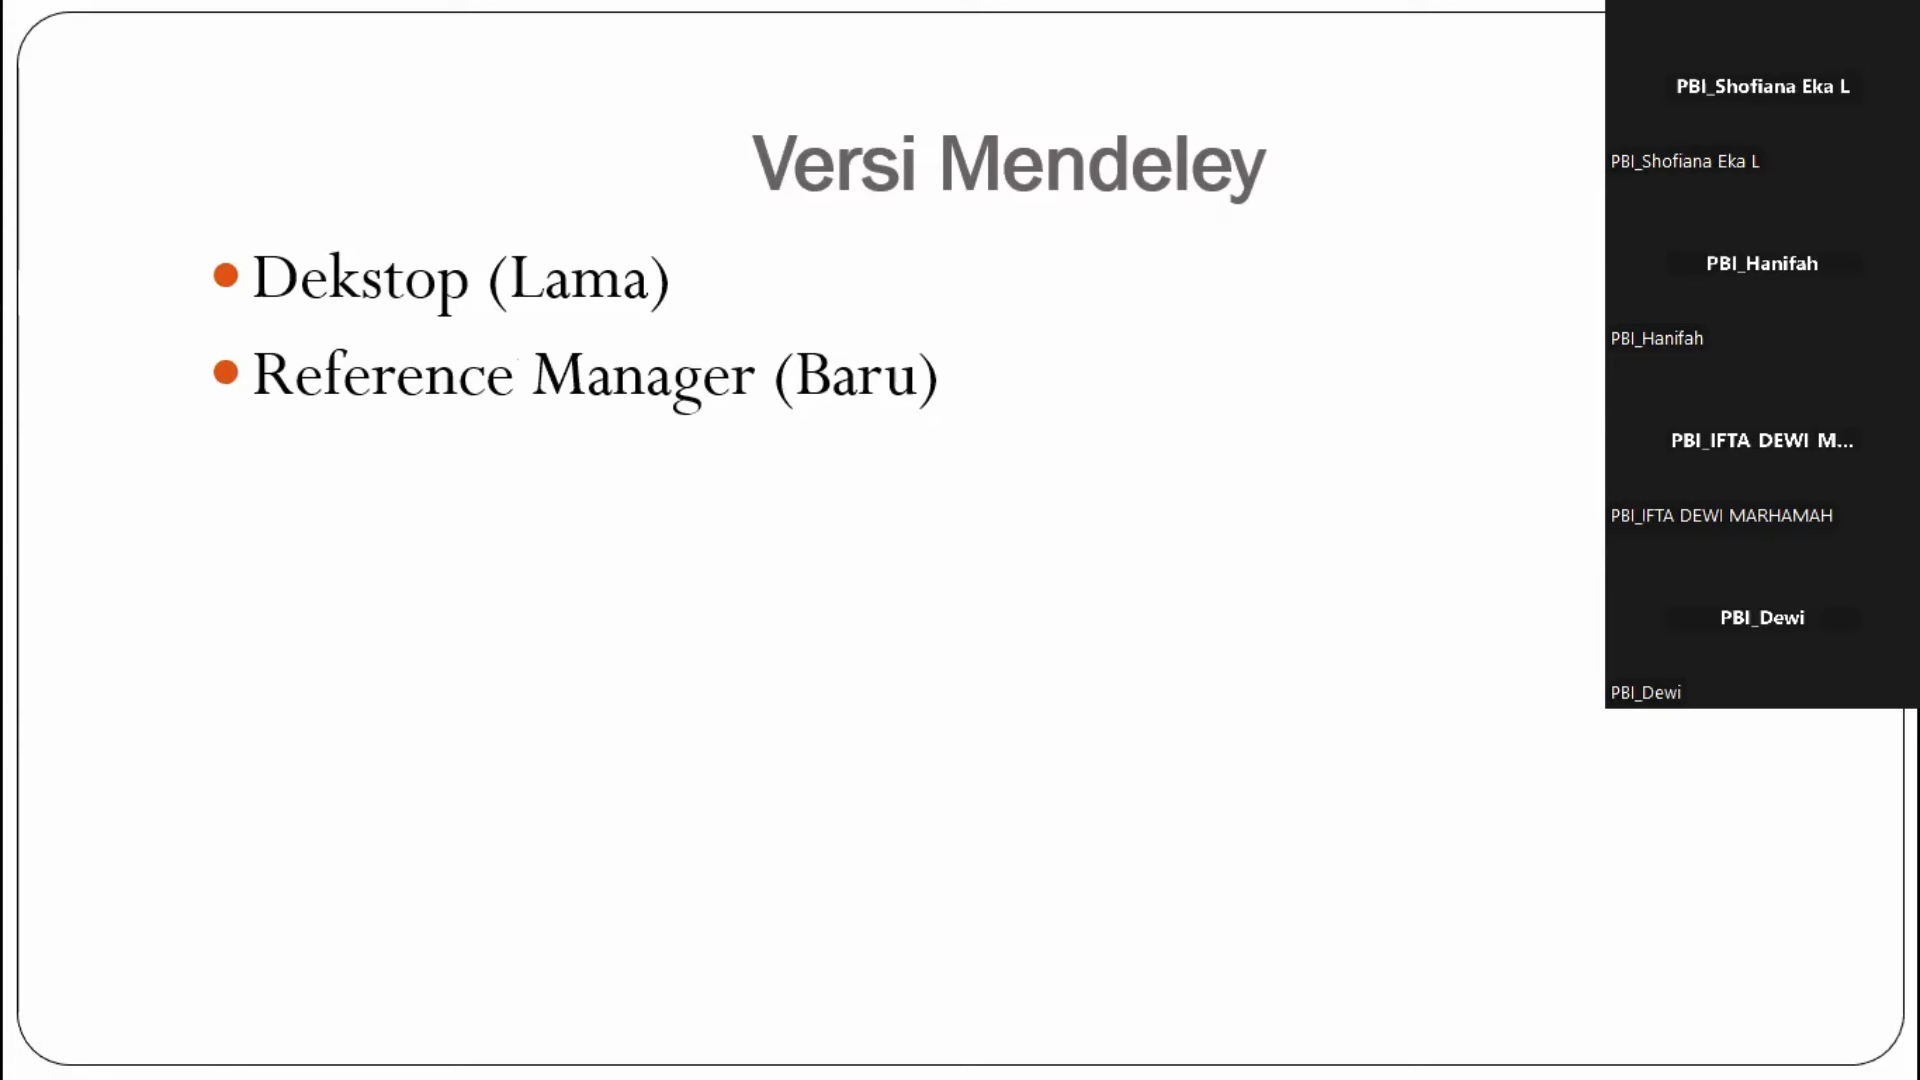 Versi Mendeley
Dekstop (Lama)
Reference Manager (Baru)
PBI_Shofiana Eka L
PBI_Shofiana Eka L
PBI_Hanifah
PBI_Hanifah
PBI_IFTA DEWI M...
PBI_IFTA DEWI MARHAMAH
PBI_Dewi
PBI_Dewi